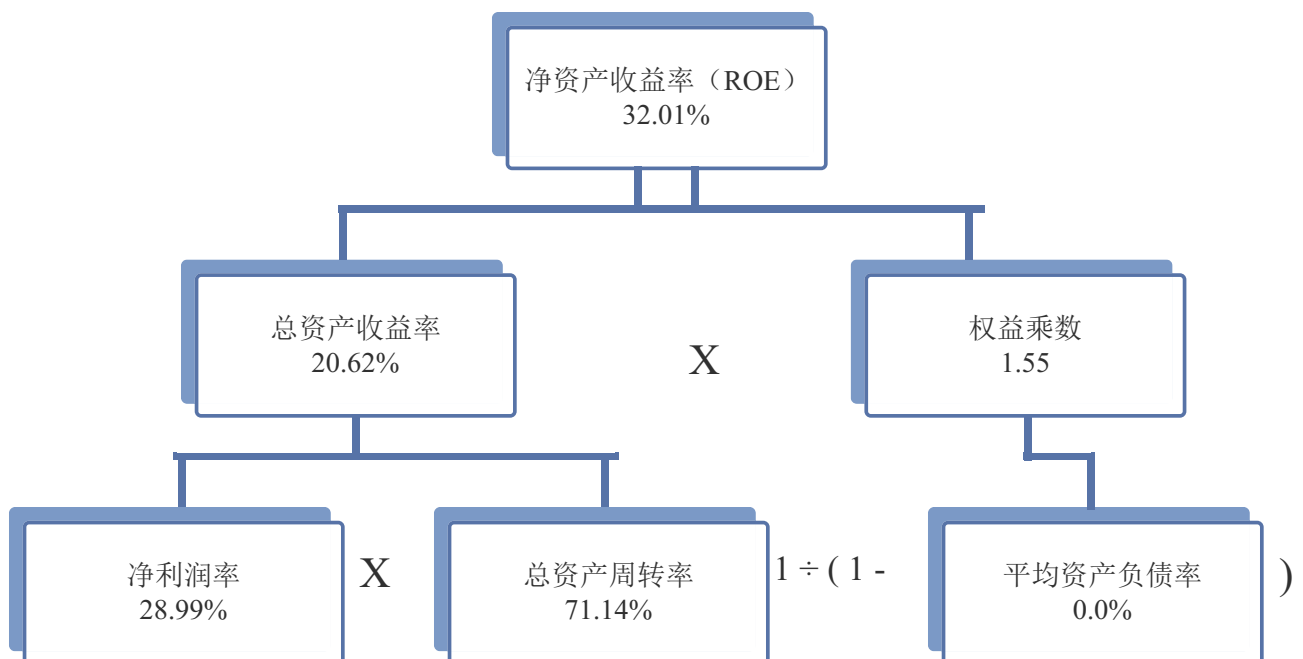 净资产收益率（ROE）
32.01%
总资产收益率
20.62%
X
权益乘数
1.55
净利润率
28.99%
X
总资产周转率
71.14%
1 ÷ ( 1 -
平均资产负债率
0.0%
)